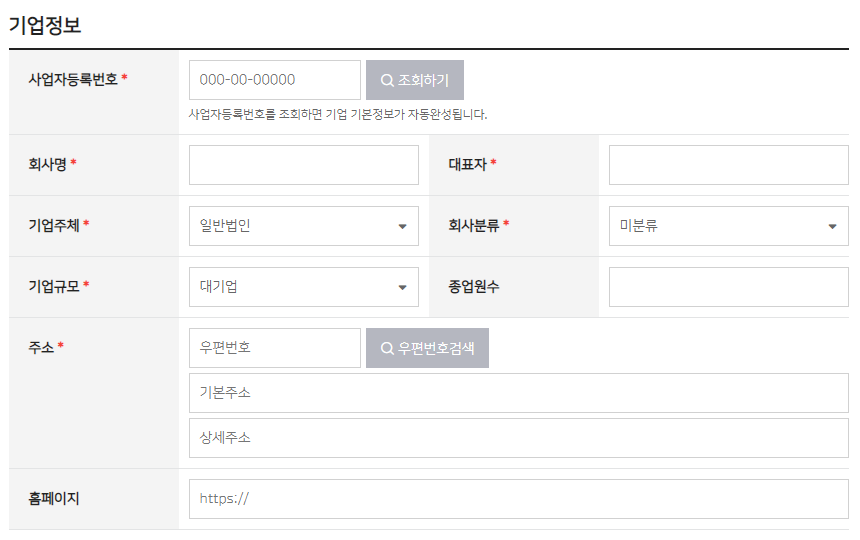 기업정보
사업자등록번호 * 000-00-00000 조회하기
사업자등록번호를 조회하면 기업 기본정보가 자동완성됩니다.
회사명 * 대표자 *
기업주체 * 일반법인 회사분류 * 미분류
기업규모 * 대기업 종업원수
주소 * 우편번호 우편번호검색
기본주소
상세주소
홈페이지 https://